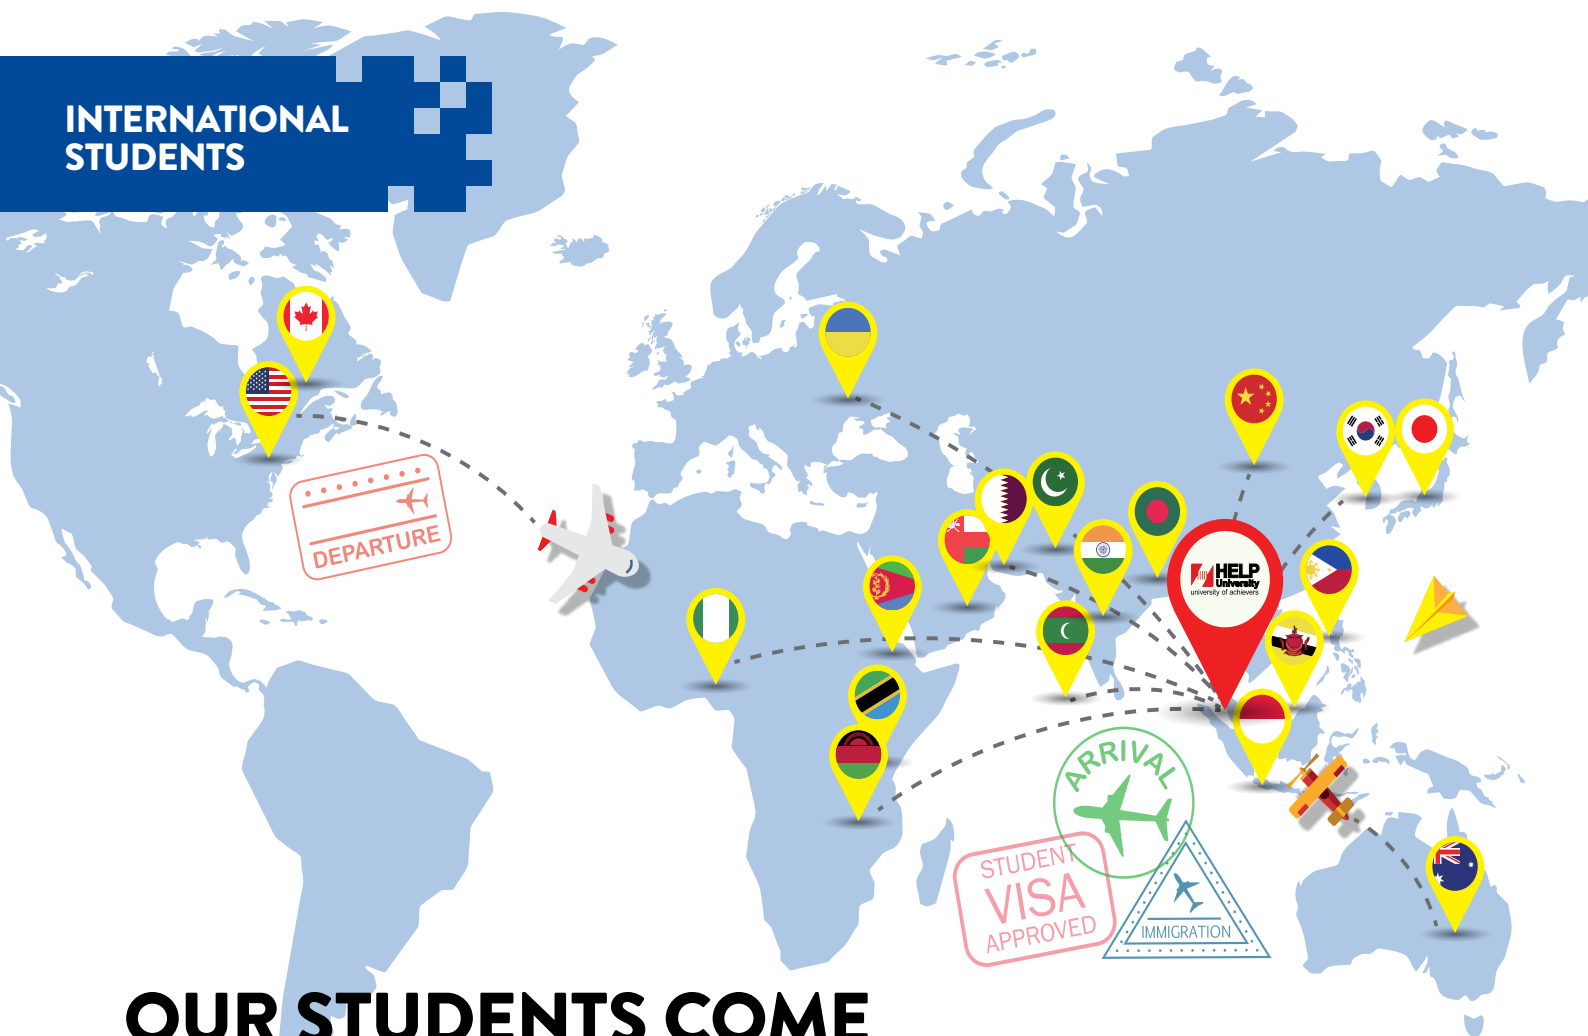 INTERNATIONAL
STUDENTS
DEPARTURE
HELP
University
university of achievers
ARRIVAL
STUDENT
VISA
APPROVED
IMMIGRATION
OUR STUDENTS COME